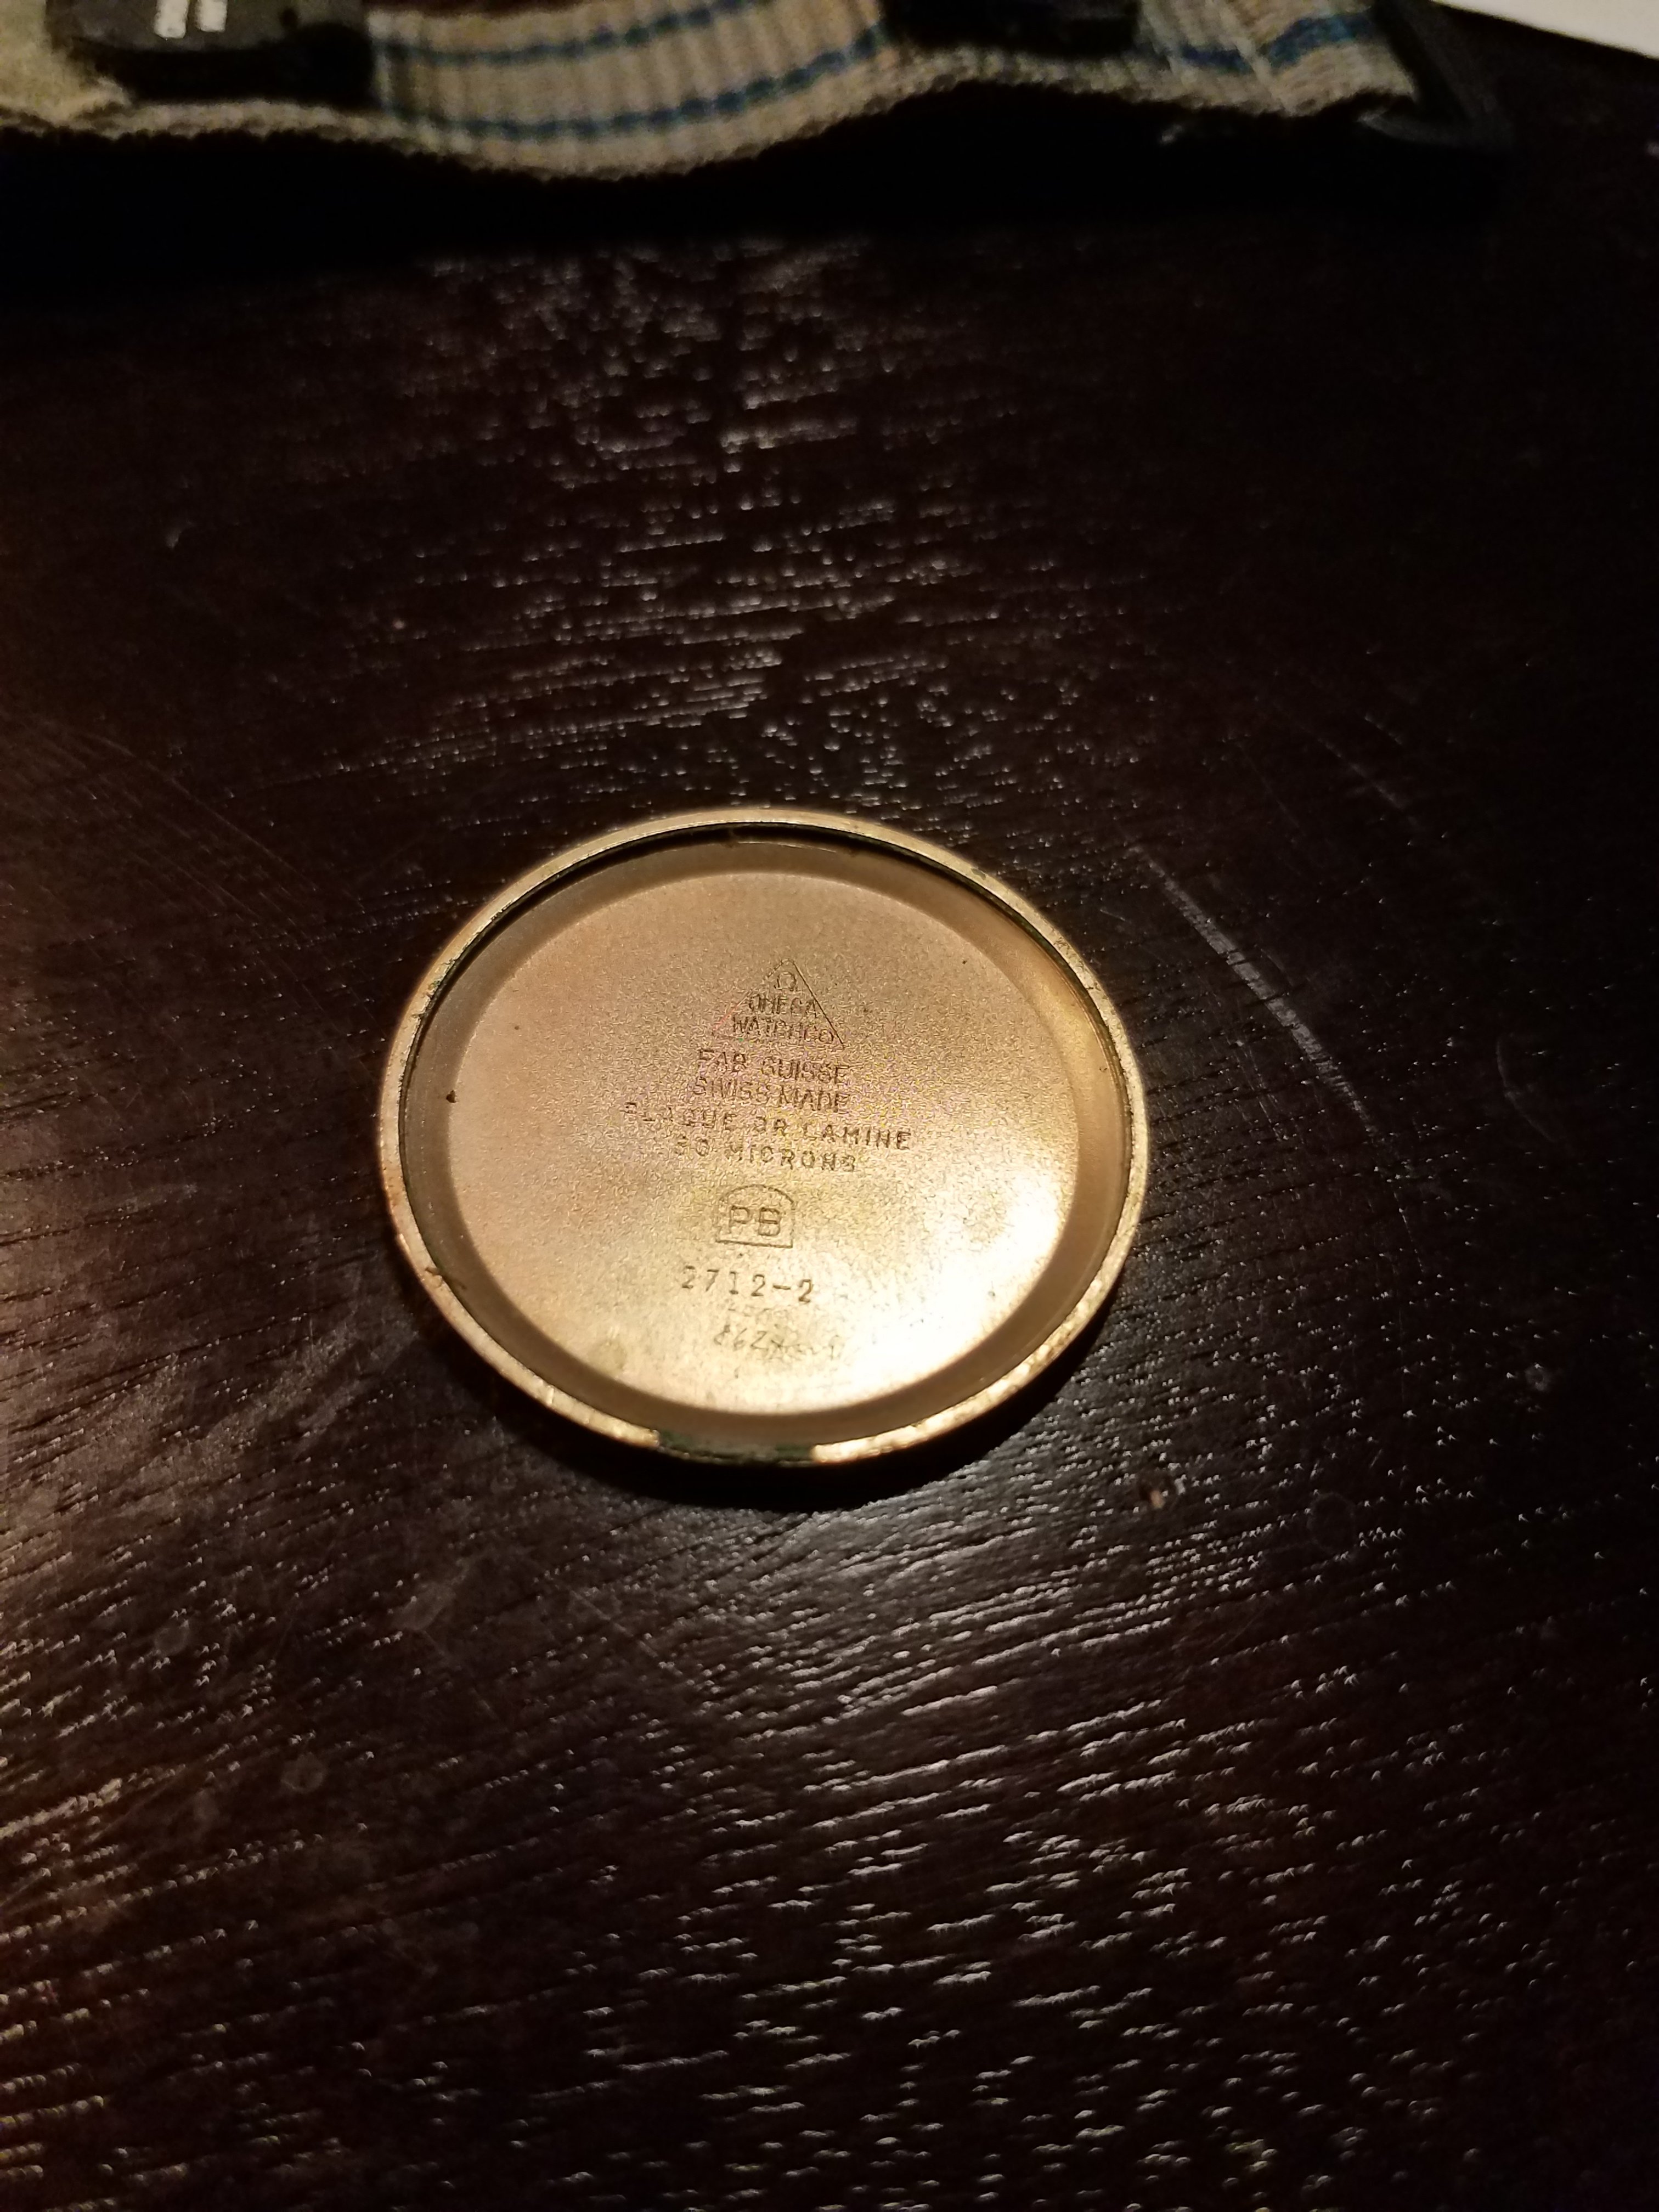 Ω
OMEGA
WATCH CO
FAB. SUISSE
SWISS MADE
PLAQUE OR LAMINE
MICRONS
PB
2712-2